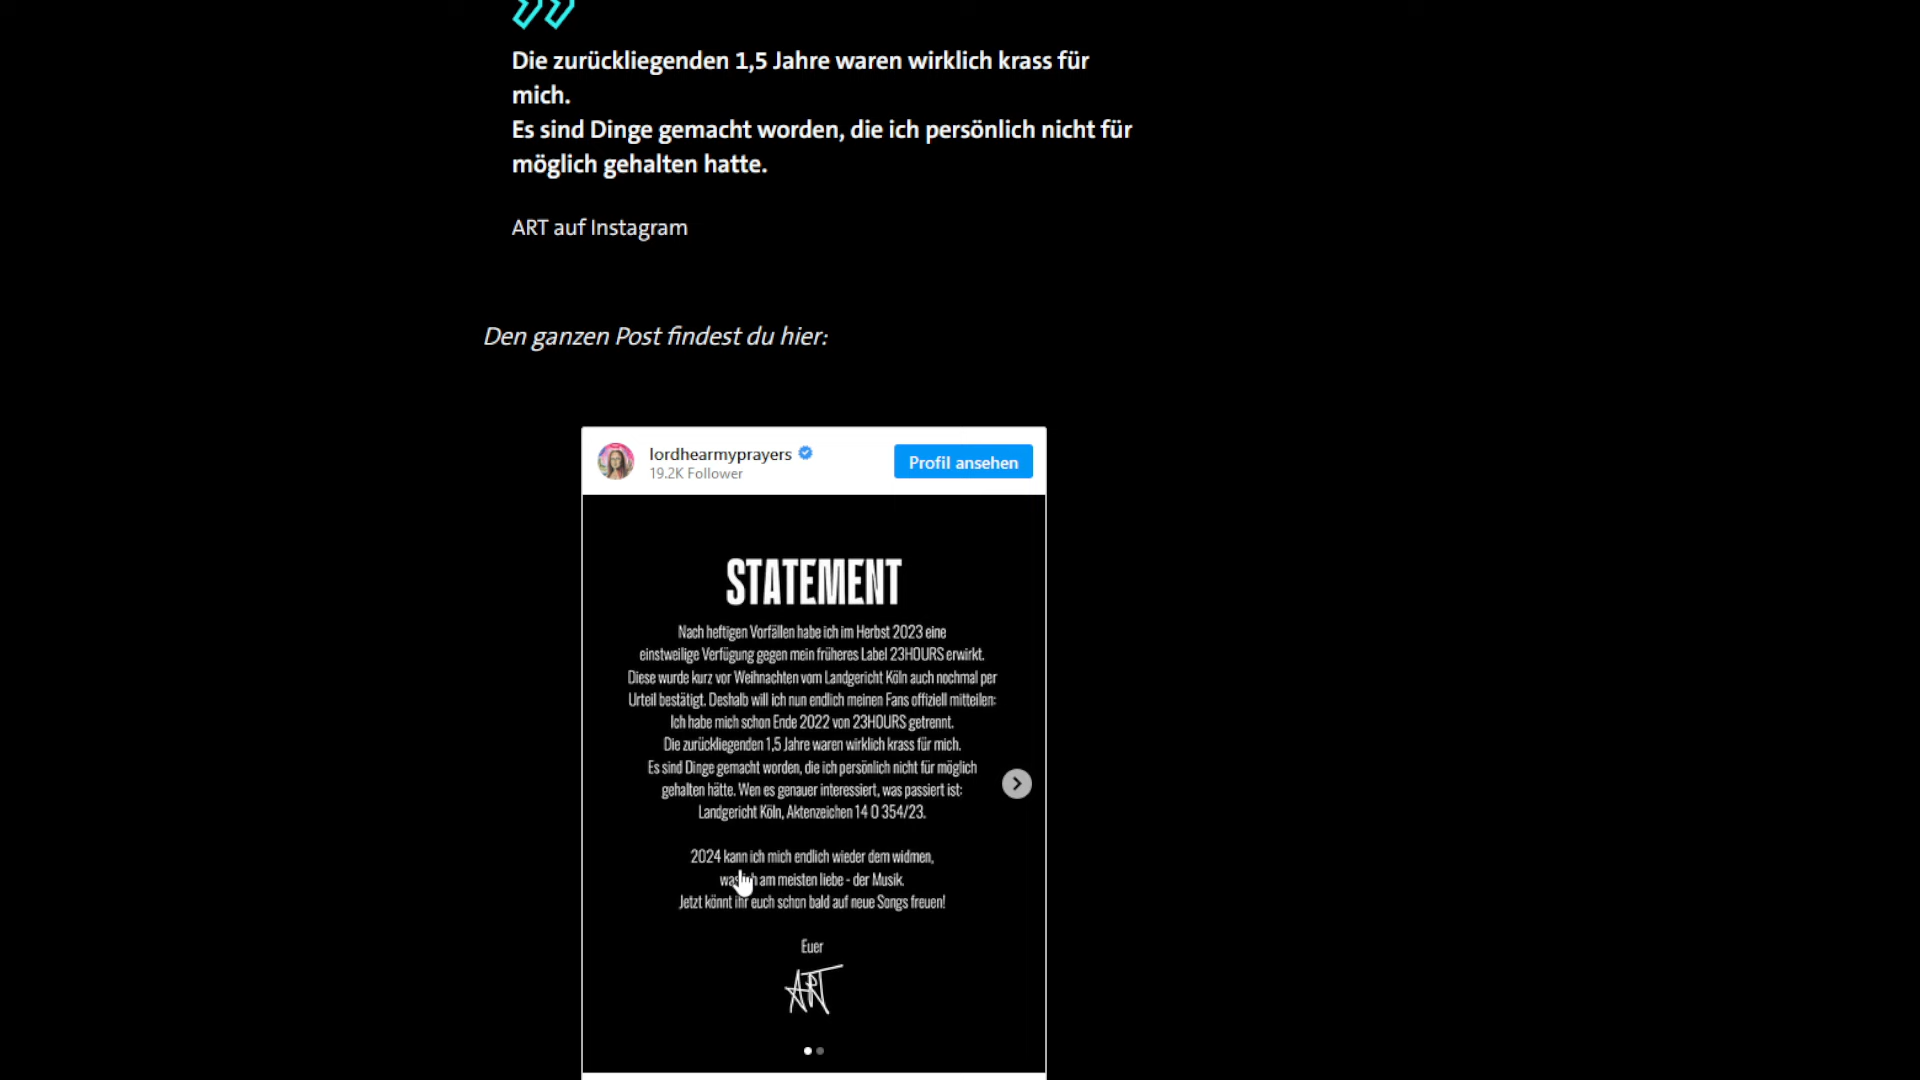 Die zurückliegenden 1,5 Jahre waren wirklich krass für
mich.
Es sind Dinge gemacht worden, die ich persönlich nicht für
möglich gehalten hatte.
ART auf Instagram
Den ganzen Post findest du hier:
lordhearmyprayers
19.2K Follower
Profil ansehen
STATEMENT
Nach heftigen Vorfällen habe ich im Herbst 2023 eine
einstweilige Verfügung gegen mein früheres Label 23HOURS erwirkt.
Diese wurde kurz vor Weihnachten vom Landgericht Köln auch nochmal per
Urteil bestätigt. Deshalb will ich nun endlich meinen Fans offiziell mitteilen:
Ich habe mich schon Ende 2022 von 23HOURS getrennt.
Die zurückliegenden 1,5 Jahre waren wirklich krass für mich.
Es sind Dinge gemacht worden, die ich persönlich nicht für möglich
gehalten hätte. Wen es genauer interessiert, was passiert ist:
Landgericht Köln, Aktenzeichen 14 O 354/23.
2024 kann ich mich endlich wieder dem widmen,
was ich am meisten liebe - der Musik.
Jetzt könnt ihr euch schon bald auf neue Songs freuen!
Euer
ART